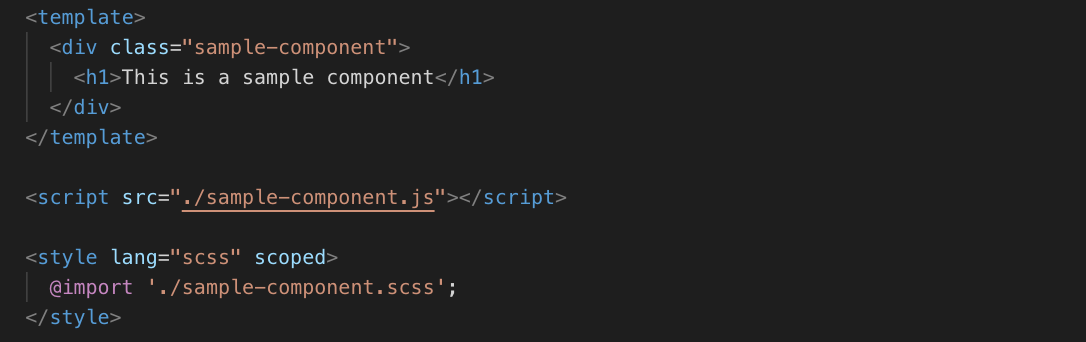 <template>
  <div class="sample-component">
    <h1>This is a sample component</h1>
  </div>
</template>

<script src="./sample-component.js"></script>

<style lang="scss" scoped>
  @import './sample-component.scss';
</style>